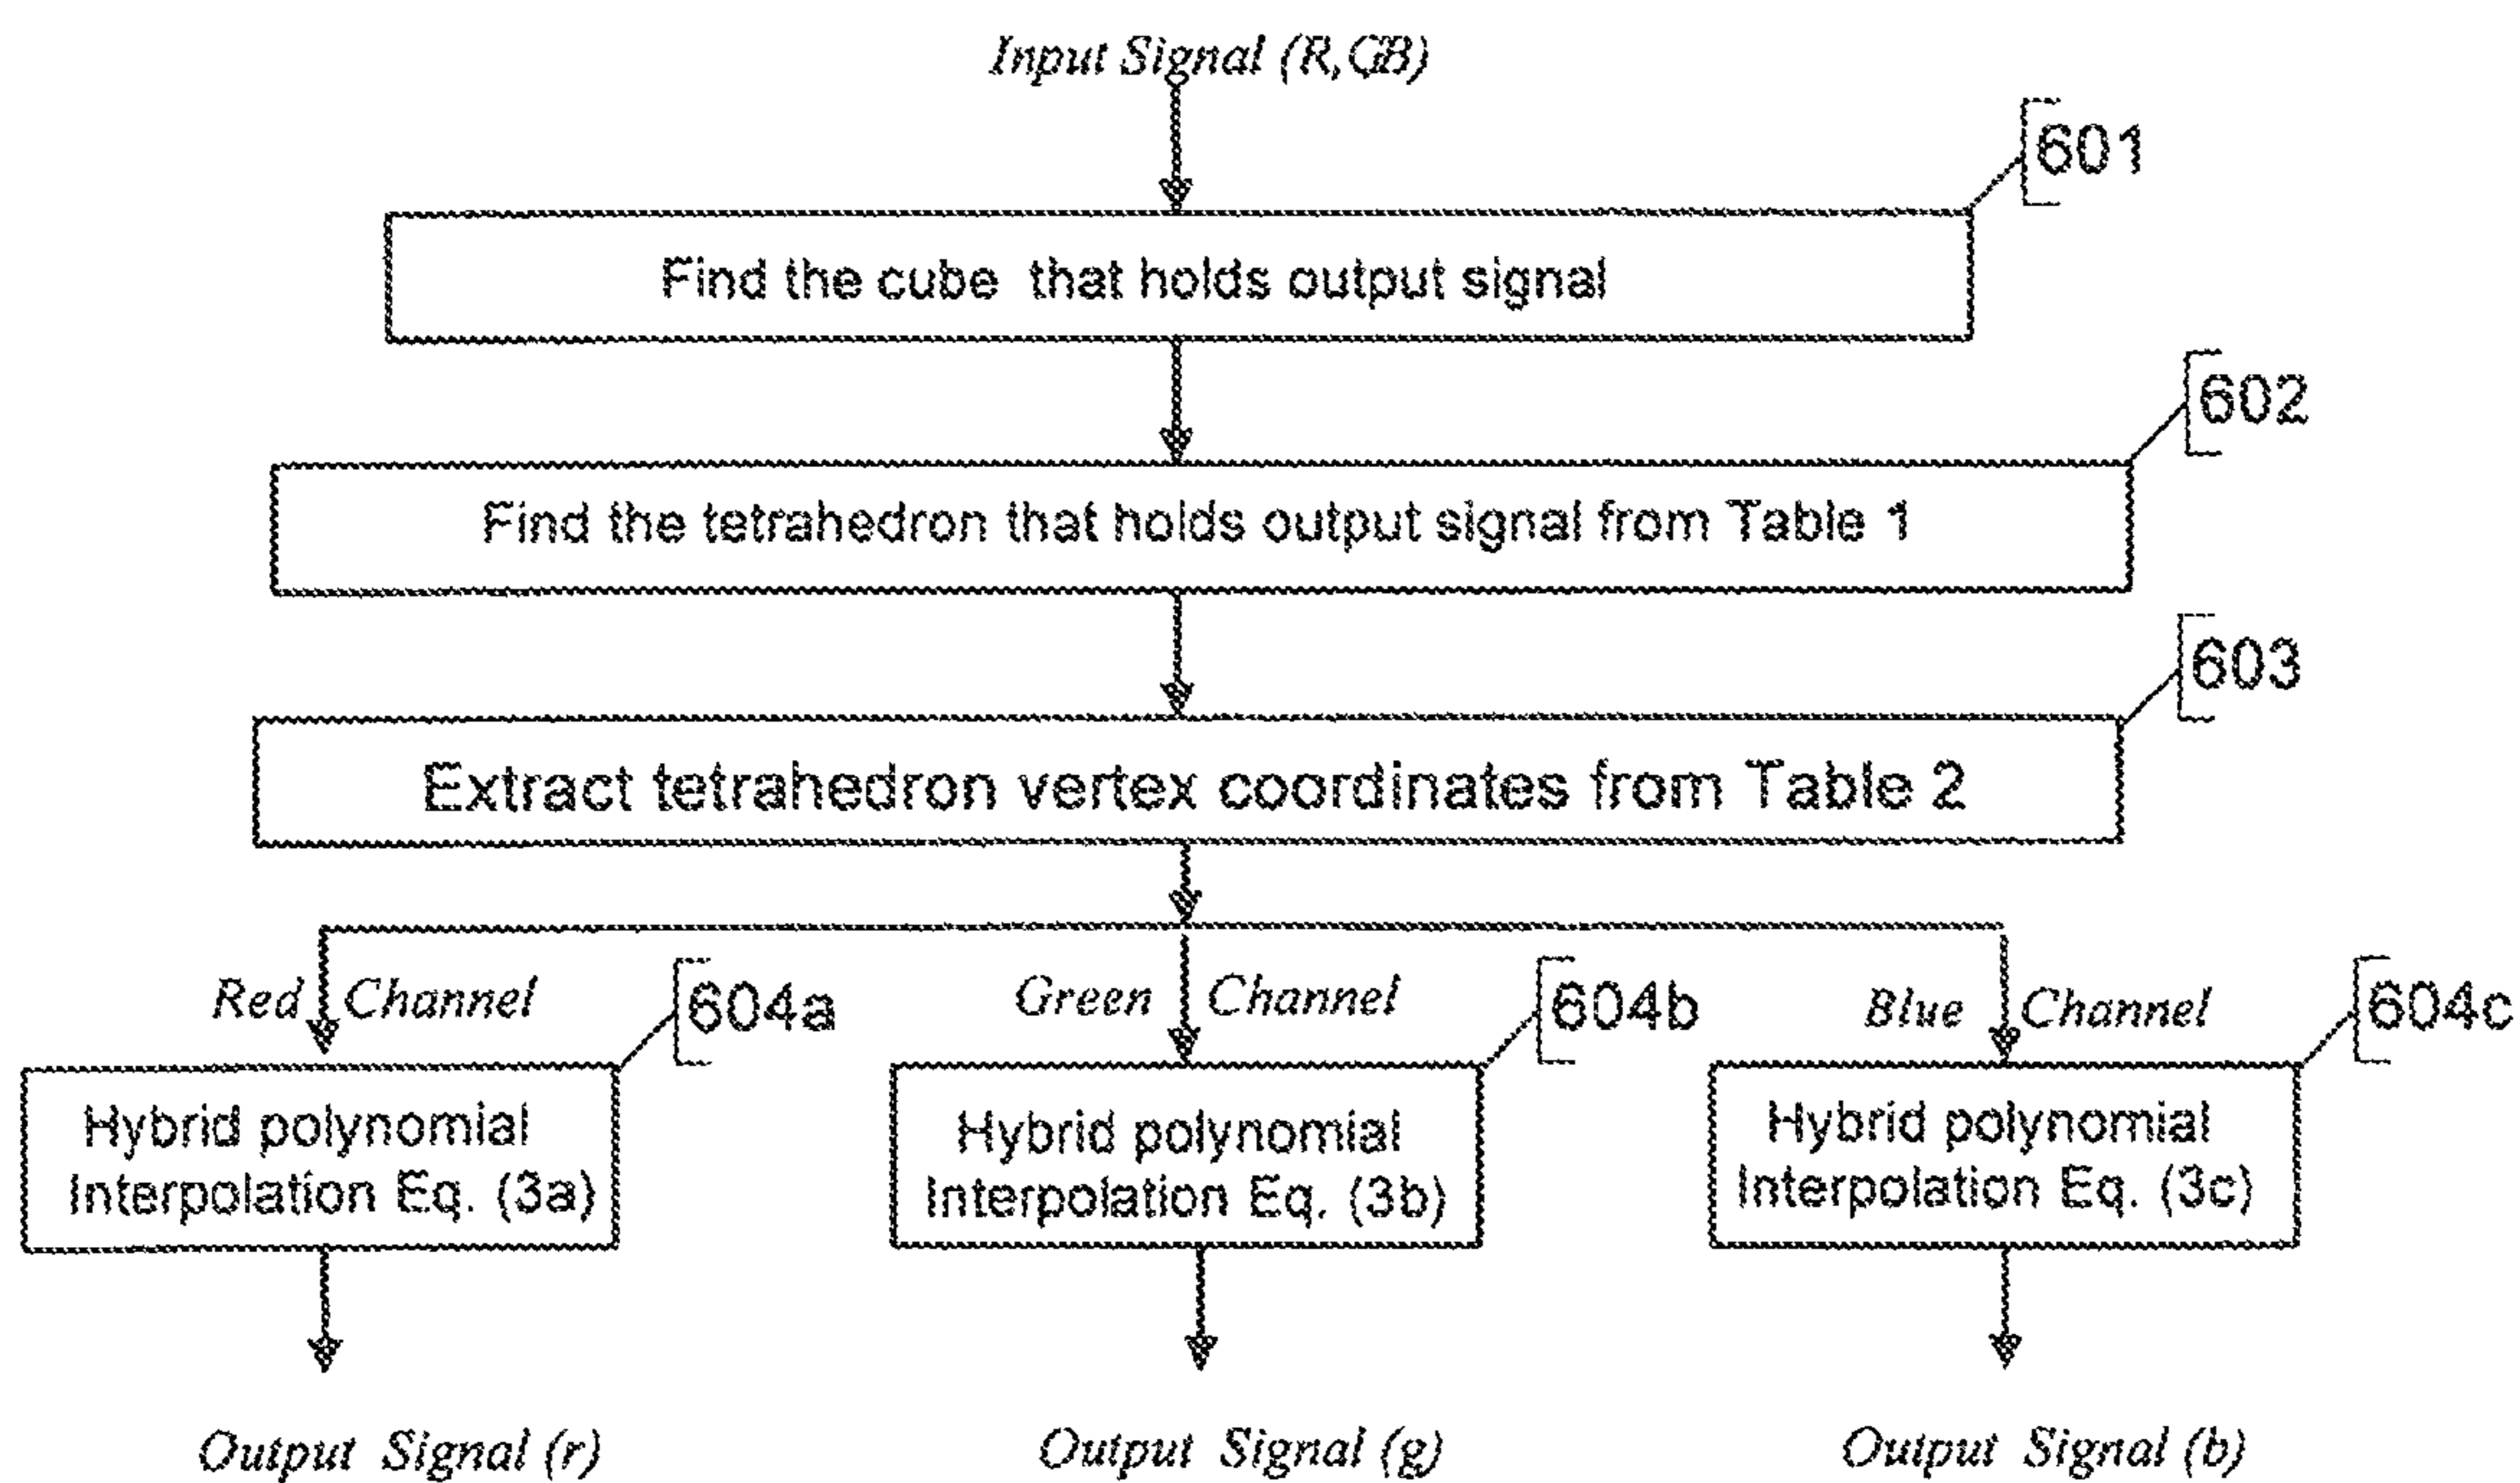 Input Signal (R,G,B)
601
Find the cube that holds output signal
602
Find the tetrahedron that holds output signal from Table 1
603
Extract tetrahedron vertex coordinates from Table 2
Red Channel
604a
Green Channel
604b
Blue Channel
604c
Hybrid polynomial
Interpolation Eq. (3a)
Hybrid polynomial
Interpolation Eq. (3b)
Hybrid polynomial
Interpolation Eq. (3c)
Output Signal (r)
Output Signal (g)
Output Signal (b)